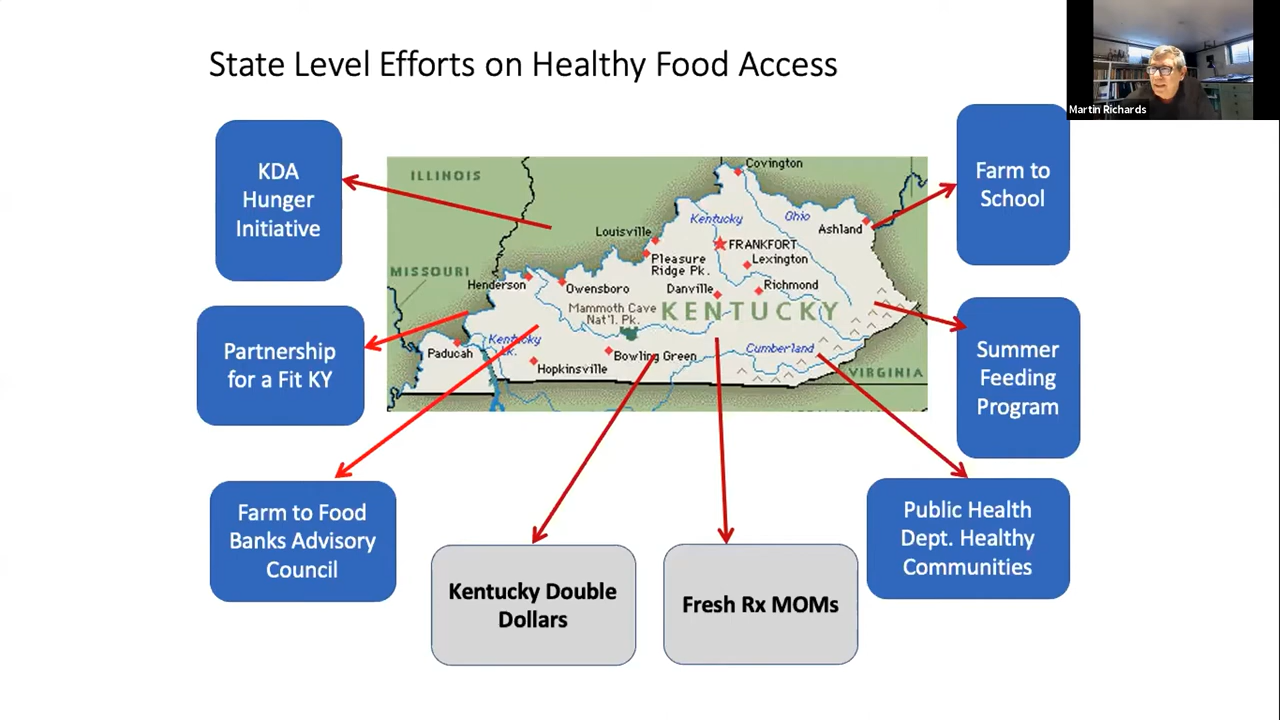 State Level Efforts on Healthy Food Access
Martin Richards
KDA
Hunger
Initiative
Farm to
School
Partnership
for a Fit KY
Summer
Feeding
Program
Farm to Food
Banks Advisory
Council
Kentucky Double
Dollars
Fresh Rx MOMs
Public Health
Dept. Healthy
Communities
ILLINOIS
Covington
Kentucky
Ohio
Ashland
Louisville
FRANKFORT
Pleasure
Ridge Pk.
Lexington
MISSOURI
Henderson
Owensboro
Danville
Richmond
Mammoth Cave
Nat'l. Pk.
KENTUCKY
Kentucky
Lk.
Paducah
Bowling Green
Cumberland
Hopkinsville
VIRGINIA